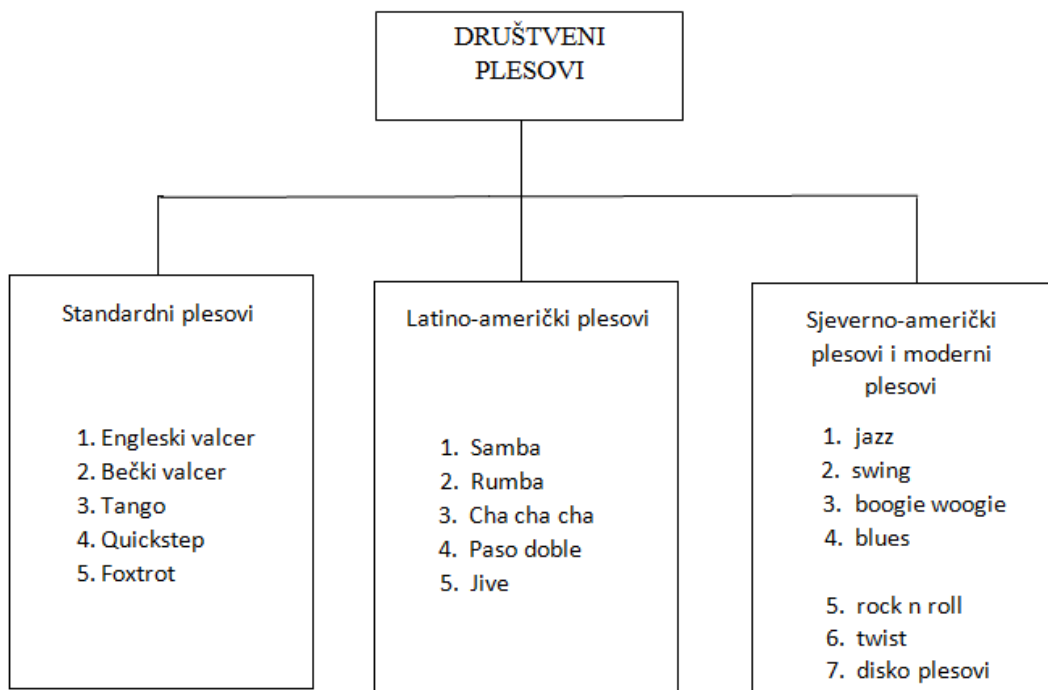 DRUŠTVENI
PLESOVI
Standardni plesovi
1. Engleski valcer
2. Bečki valcer
3. Tango
4. Quickstep
5. Foxtrot
Latino-američki plesovi
1. Samba
2. Rumba
3. Cha cha cha
4. Paso doble
5. Jive
Sjeverno-američki
plesovi i moderni
plesovi
1. jazz
2. swing
3. boogie woogie
4. blues
5. rock n roll
6. twist
7. disko plesovi